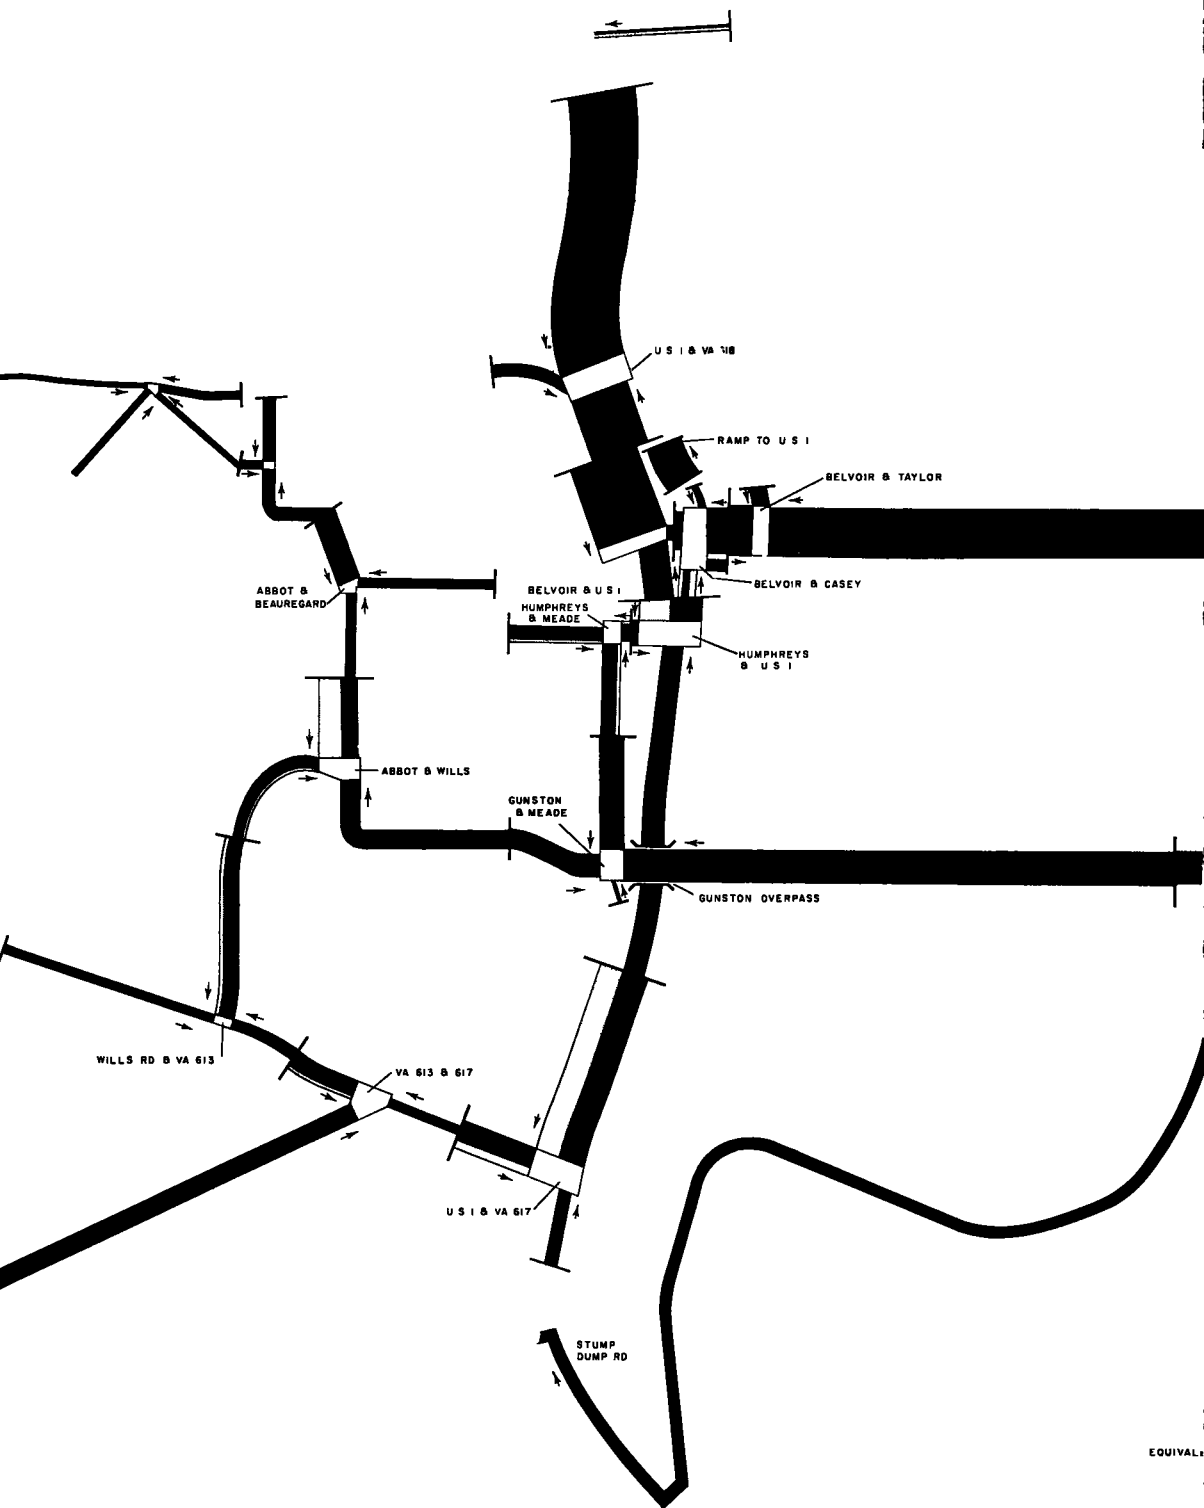 U S 1 & VA 618
RAMP TO U S 1
BELVOIR & TAYLOR
BELVOIR & CASEY
ABBOT &
BEAUREGARD
BELVOIR & U S 1
HUMPHREYS
& MEADE
HUMPHREYS
& U S 1
ABBOT & WILLS
GUNSTON
& MEADE
GUNSTON OVERPASS
WILLS RD & VA 613
VA 613 & 617
U S 1 & VA 617
STUMP
DUMP RD